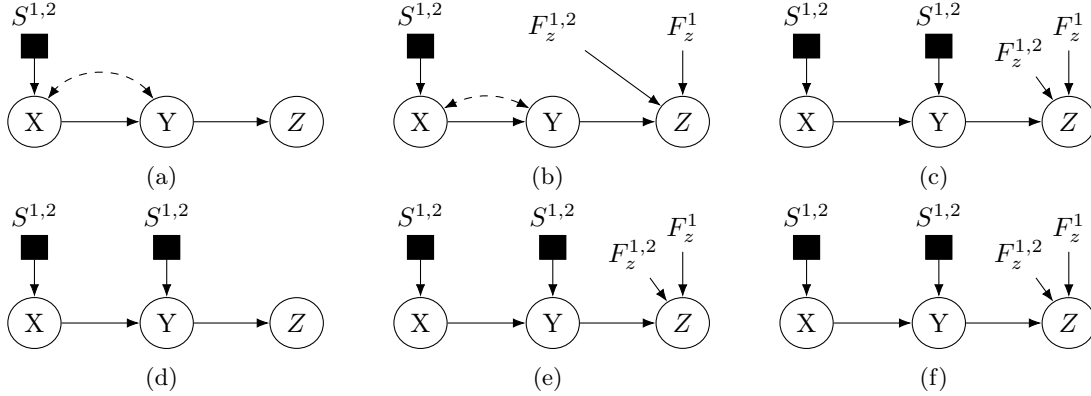 S^{1,2}
X Y Z
(a)
S^{1,2} F_z^{1,2} F_z^1
X Y Z
(b)
S^{1,2} S^{1,2} F_z^{1,2} F_z^1
X Y Z
(c)
S^{1,2} S^{1,2}
X Y Z
(d)
S^{1,2} S^{1,2} F_z^{1,2} F_z^1
X Y Z
(e)
S^{1,2} S^{1,2} F_z^{1,2} F_z^1
X Y Z
(f)